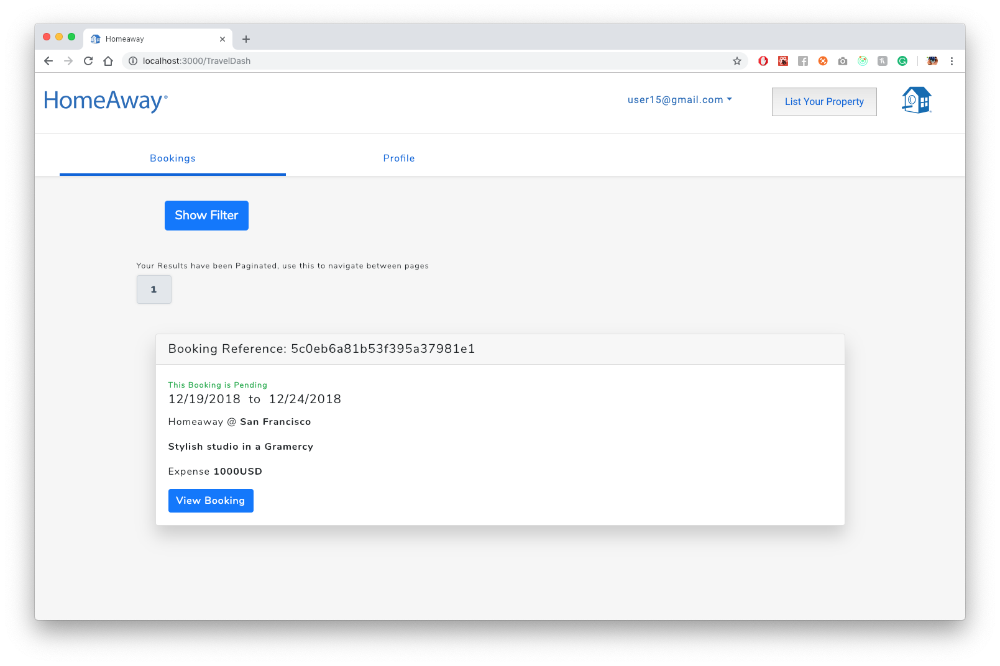 Homeaway
localhost:3000/TravelDash
HomeAway®
user15@gmail.com
List Your Property
Bookings
Profile
Show Filter
Your Results have been Paginated, use this to navigate between pages
1
Booking Reference: 5c0eb6a81b53f395a37981e1
This Booking is Pending
12/19/2018 to 12/24/2018
Homeaway @ San Francisco
Stylish studio in a Gramercy
Expense 1000USD
View Booking